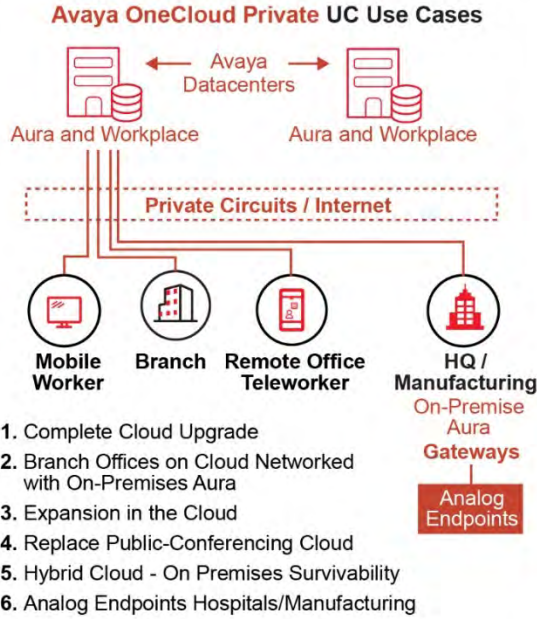 Avaya OneCloud Private UC Use Cases
Avaya
Datacenters
Aura and Workplace
Aura and Workplace
Private Circuits / Internet
Mobile
Worker
Branch
Remote Office
Teleworker
HQ /
Manufacturing
On-Premise
Aura
Gateways
Analog
Endpoints
1. Complete Cloud Upgrade
2. Branch Offices on Cloud Networked
with On-Premises Aura
3. Expansion in the Cloud
4. Replace Public-Conferencing Cloud
5. Hybrid Cloud - On Premises Survivability
6. Analog Endpoints Hospitals/Manufacturing